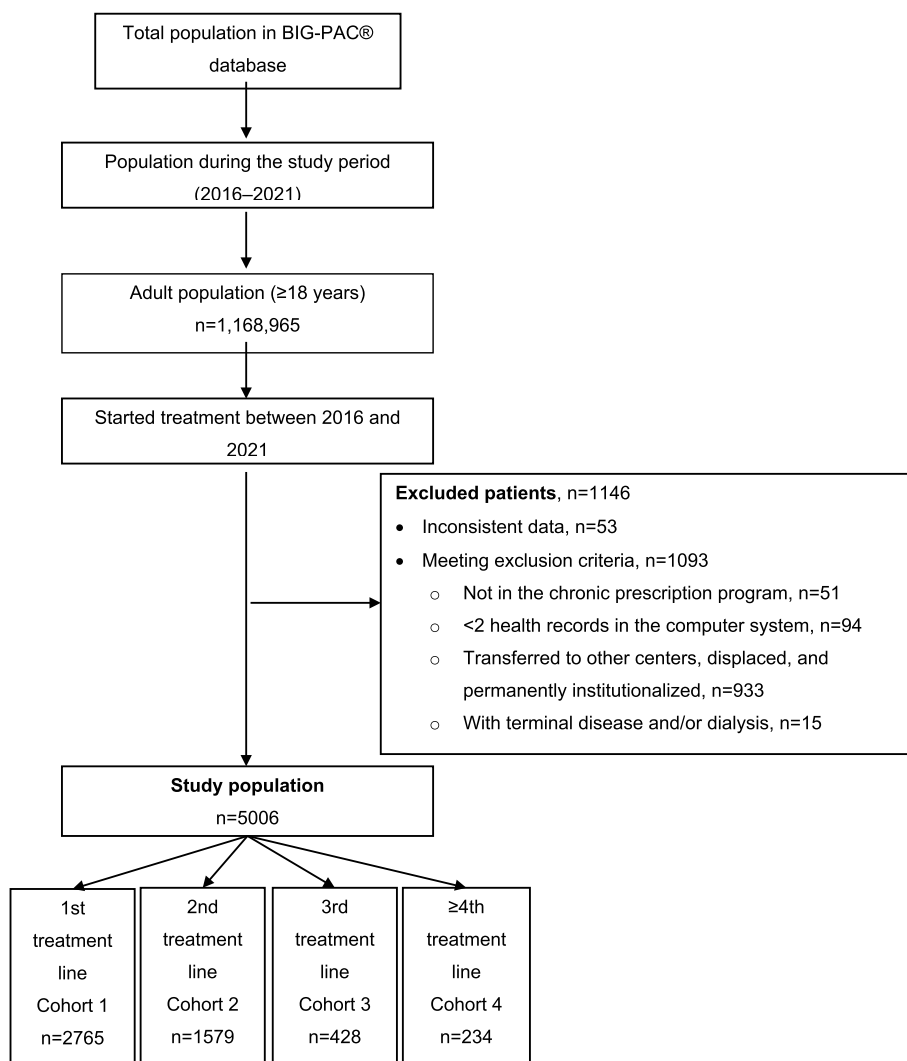 Total population in BIG-PAC®
database
Population during the study period
(2016–2021)
Adult population (≥18 years)
n=1,168,965
Started treatment between 2016 and
2021
Excluded patients, n=1146
• Inconsistent data, n=53
• Meeting exclusion criteria, n=1093
○ Not in the chronic prescription program, n=51
○ <2 health records in the computer system, n=94
○ Transferred to other centers, displaced, and
permanently institutionalized, n=933
○ With terminal disease and/or dialysis, n=15
Study population
n=5006
1st
treatment
line
Cohort 1
n=2765
2nd
treatment
line
Cohort 2
n=1579
3rd
treatment
line
Cohort 3
n=428
≥4th
treatment
line
Cohort 4
n=234